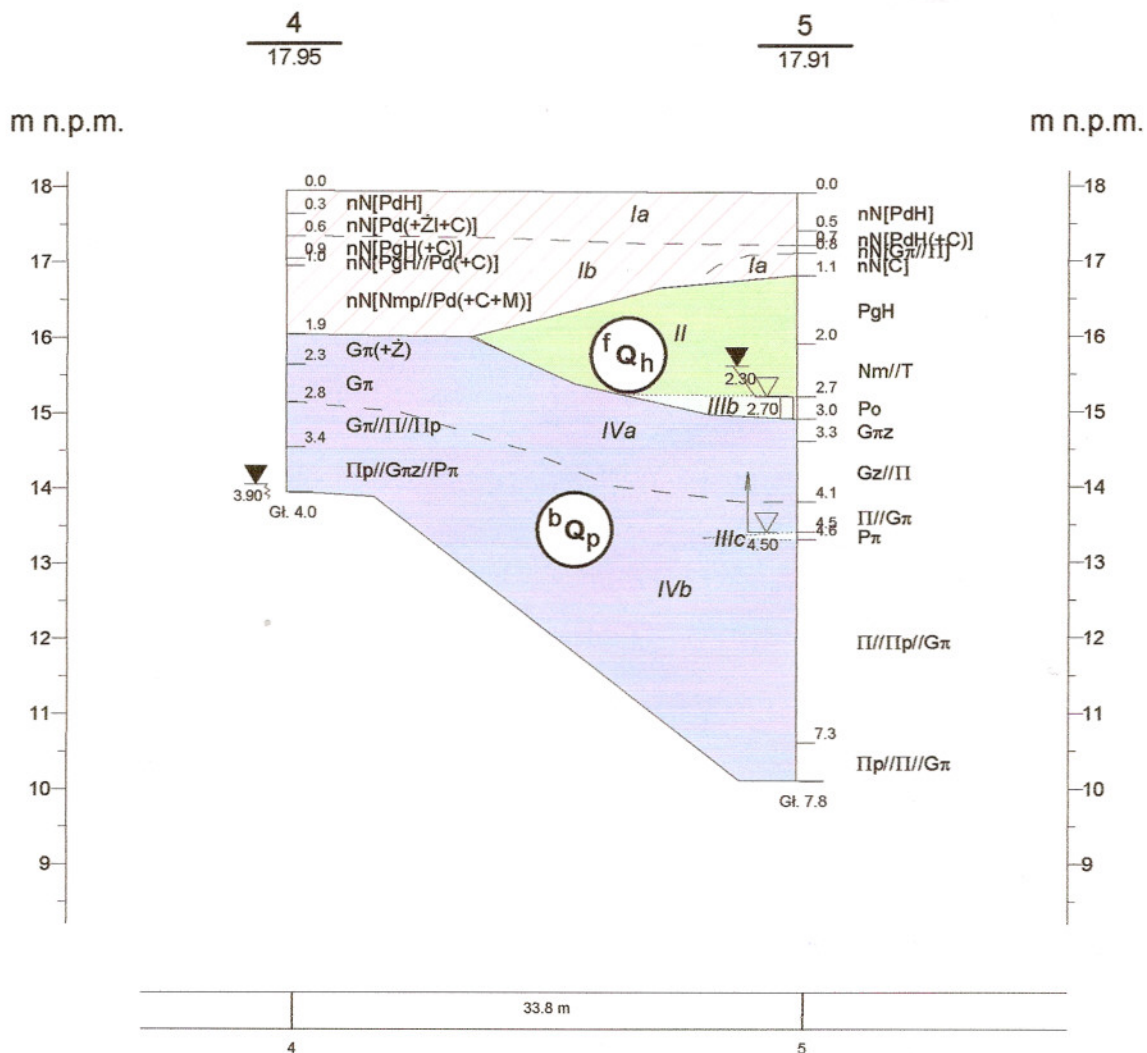 4
17.95
5
17.91
m n.p.m.
m n.p.m.
18
17
16
15
14
13
12
11
10
9
0.0
0.3
0.6
0.9
1.0
1.9
2.3
2.8
3.4
3.90
Gł. 4.0
nN[PdH]
nN[Pd(+Żl+C)]
nN[PgH(+C)]
nN[PgH//Pd(+C)]
nN[Nmp//Pd(+C+M)]
Gπ(+Ż)
Gπ
Gπ//Π//Πp
Πp//Gπz//Pπ
Ia
Ib
Ia
II
f Q h
2.30
2.70
IIIb
IVa
b Q p
IIIc
4.50
IVb
0.0
0.5
0.7
0.8
1.1
2.0
2.7
3.0
3.3
4.1
4.5
4.6
7.3
Gł. 7.8
nN[PdH]
nN[PdH(+C)]
nN[Gπ//Π]
nN[C]
PgH
Nm//T
Po
Gπz
Gz//Π
Π//Gπ
Pπ
Π//Πp//Gπ
Πp//Π//Gπ
18
17
16
15
14
13
12
11
10
9
33.8 m
4
5